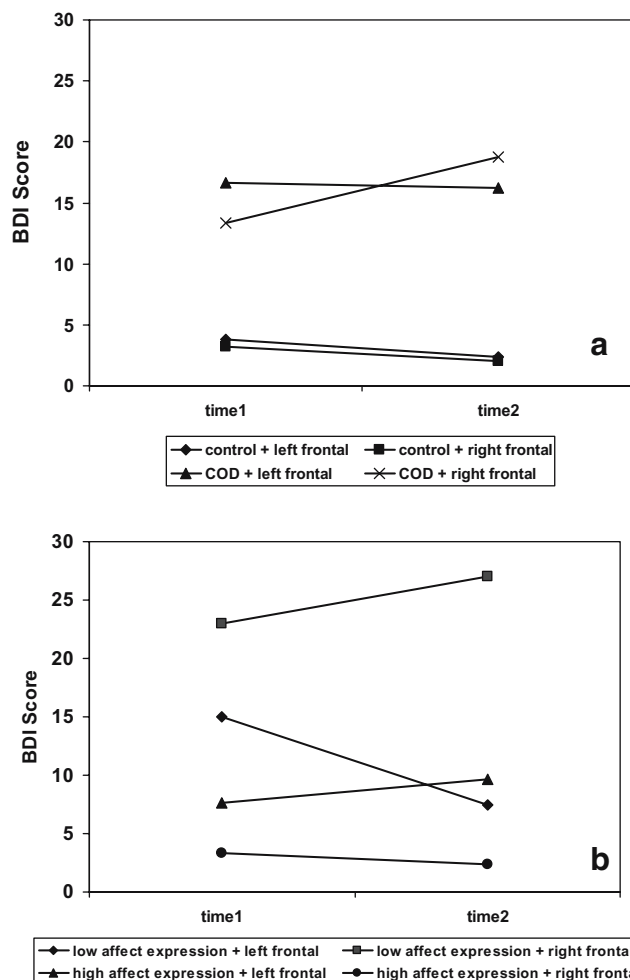 30
25
20
15
10
5
0
BDI Score
time1 time2
a
control + left frontal control + right frontal
COD + left frontal COD + right frontal
30
25
20
15
10
5
0
BDI Score
time1 time2
b
low affect expression + left frontal low affect expression + right fronta
high affect expression + left frontal high affect expression + right fronta